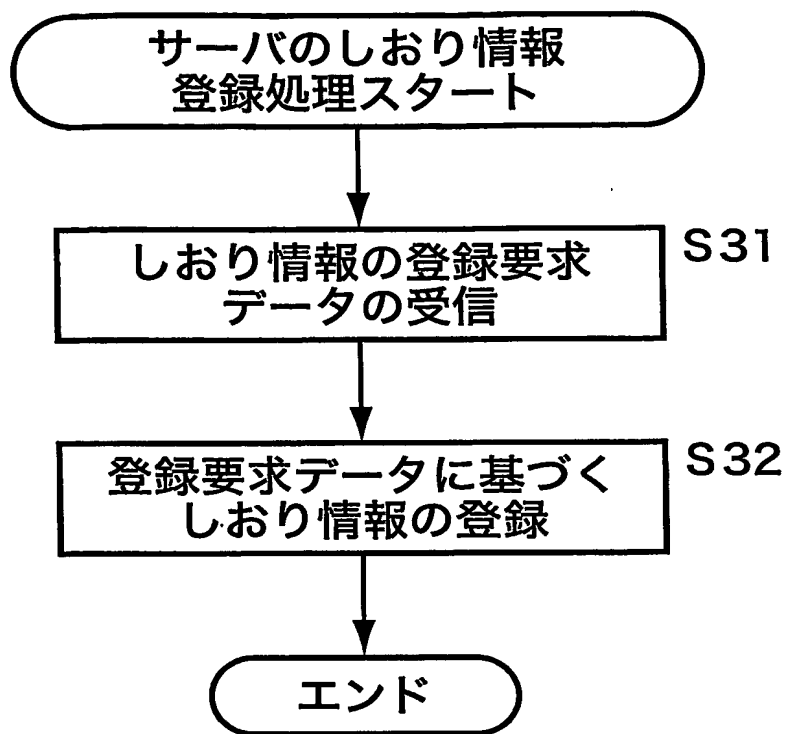 サーバのしおり情報
登録処理スタート
しおり情報の登録要求
データの受信
S31
登録要求データに基づく
しおり情報の登録
S32
エンド